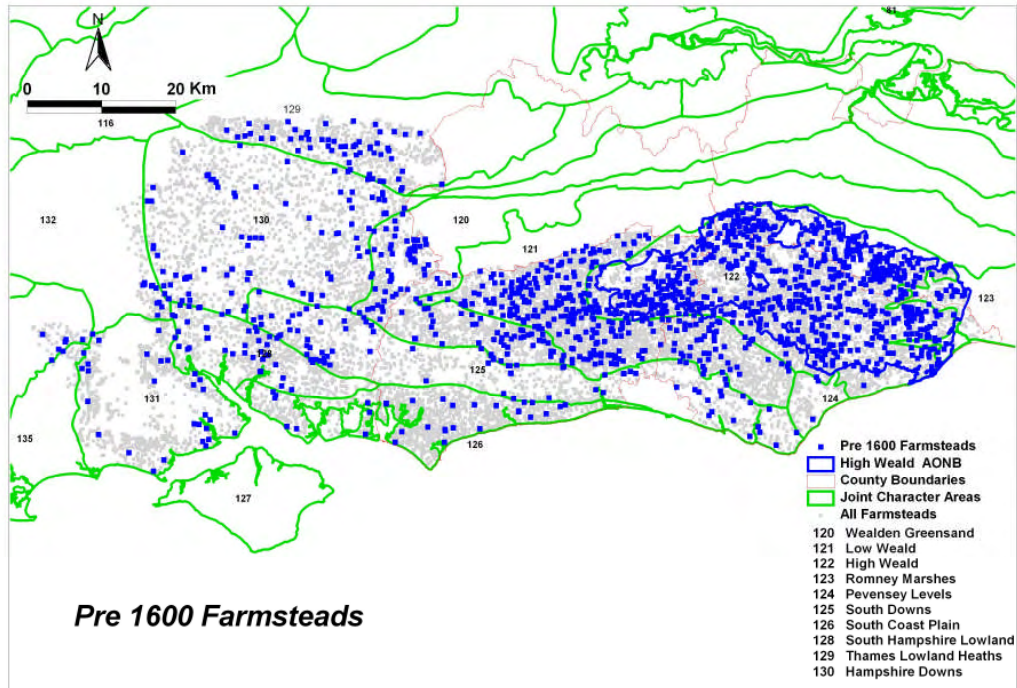 N
0 10 20 Km
116
129
81
132
130
120
121
122
123
128
125
131
124
135
126
127
Pre 1600 Farmsteads
High Weald AONB
County Boundaries
Joint Character Areas
All Farmsteads
120 Wealden Greensand
121 Low Weald
122 High Weald
123 Romney Marshes
124 Pevensey Levels
125 South Downs
126 South Coast Plain
128 South Hampshire Lowland
129 Thames Lowland Heaths
130 Hampshire Downs
Pre 1600 Farmsteads